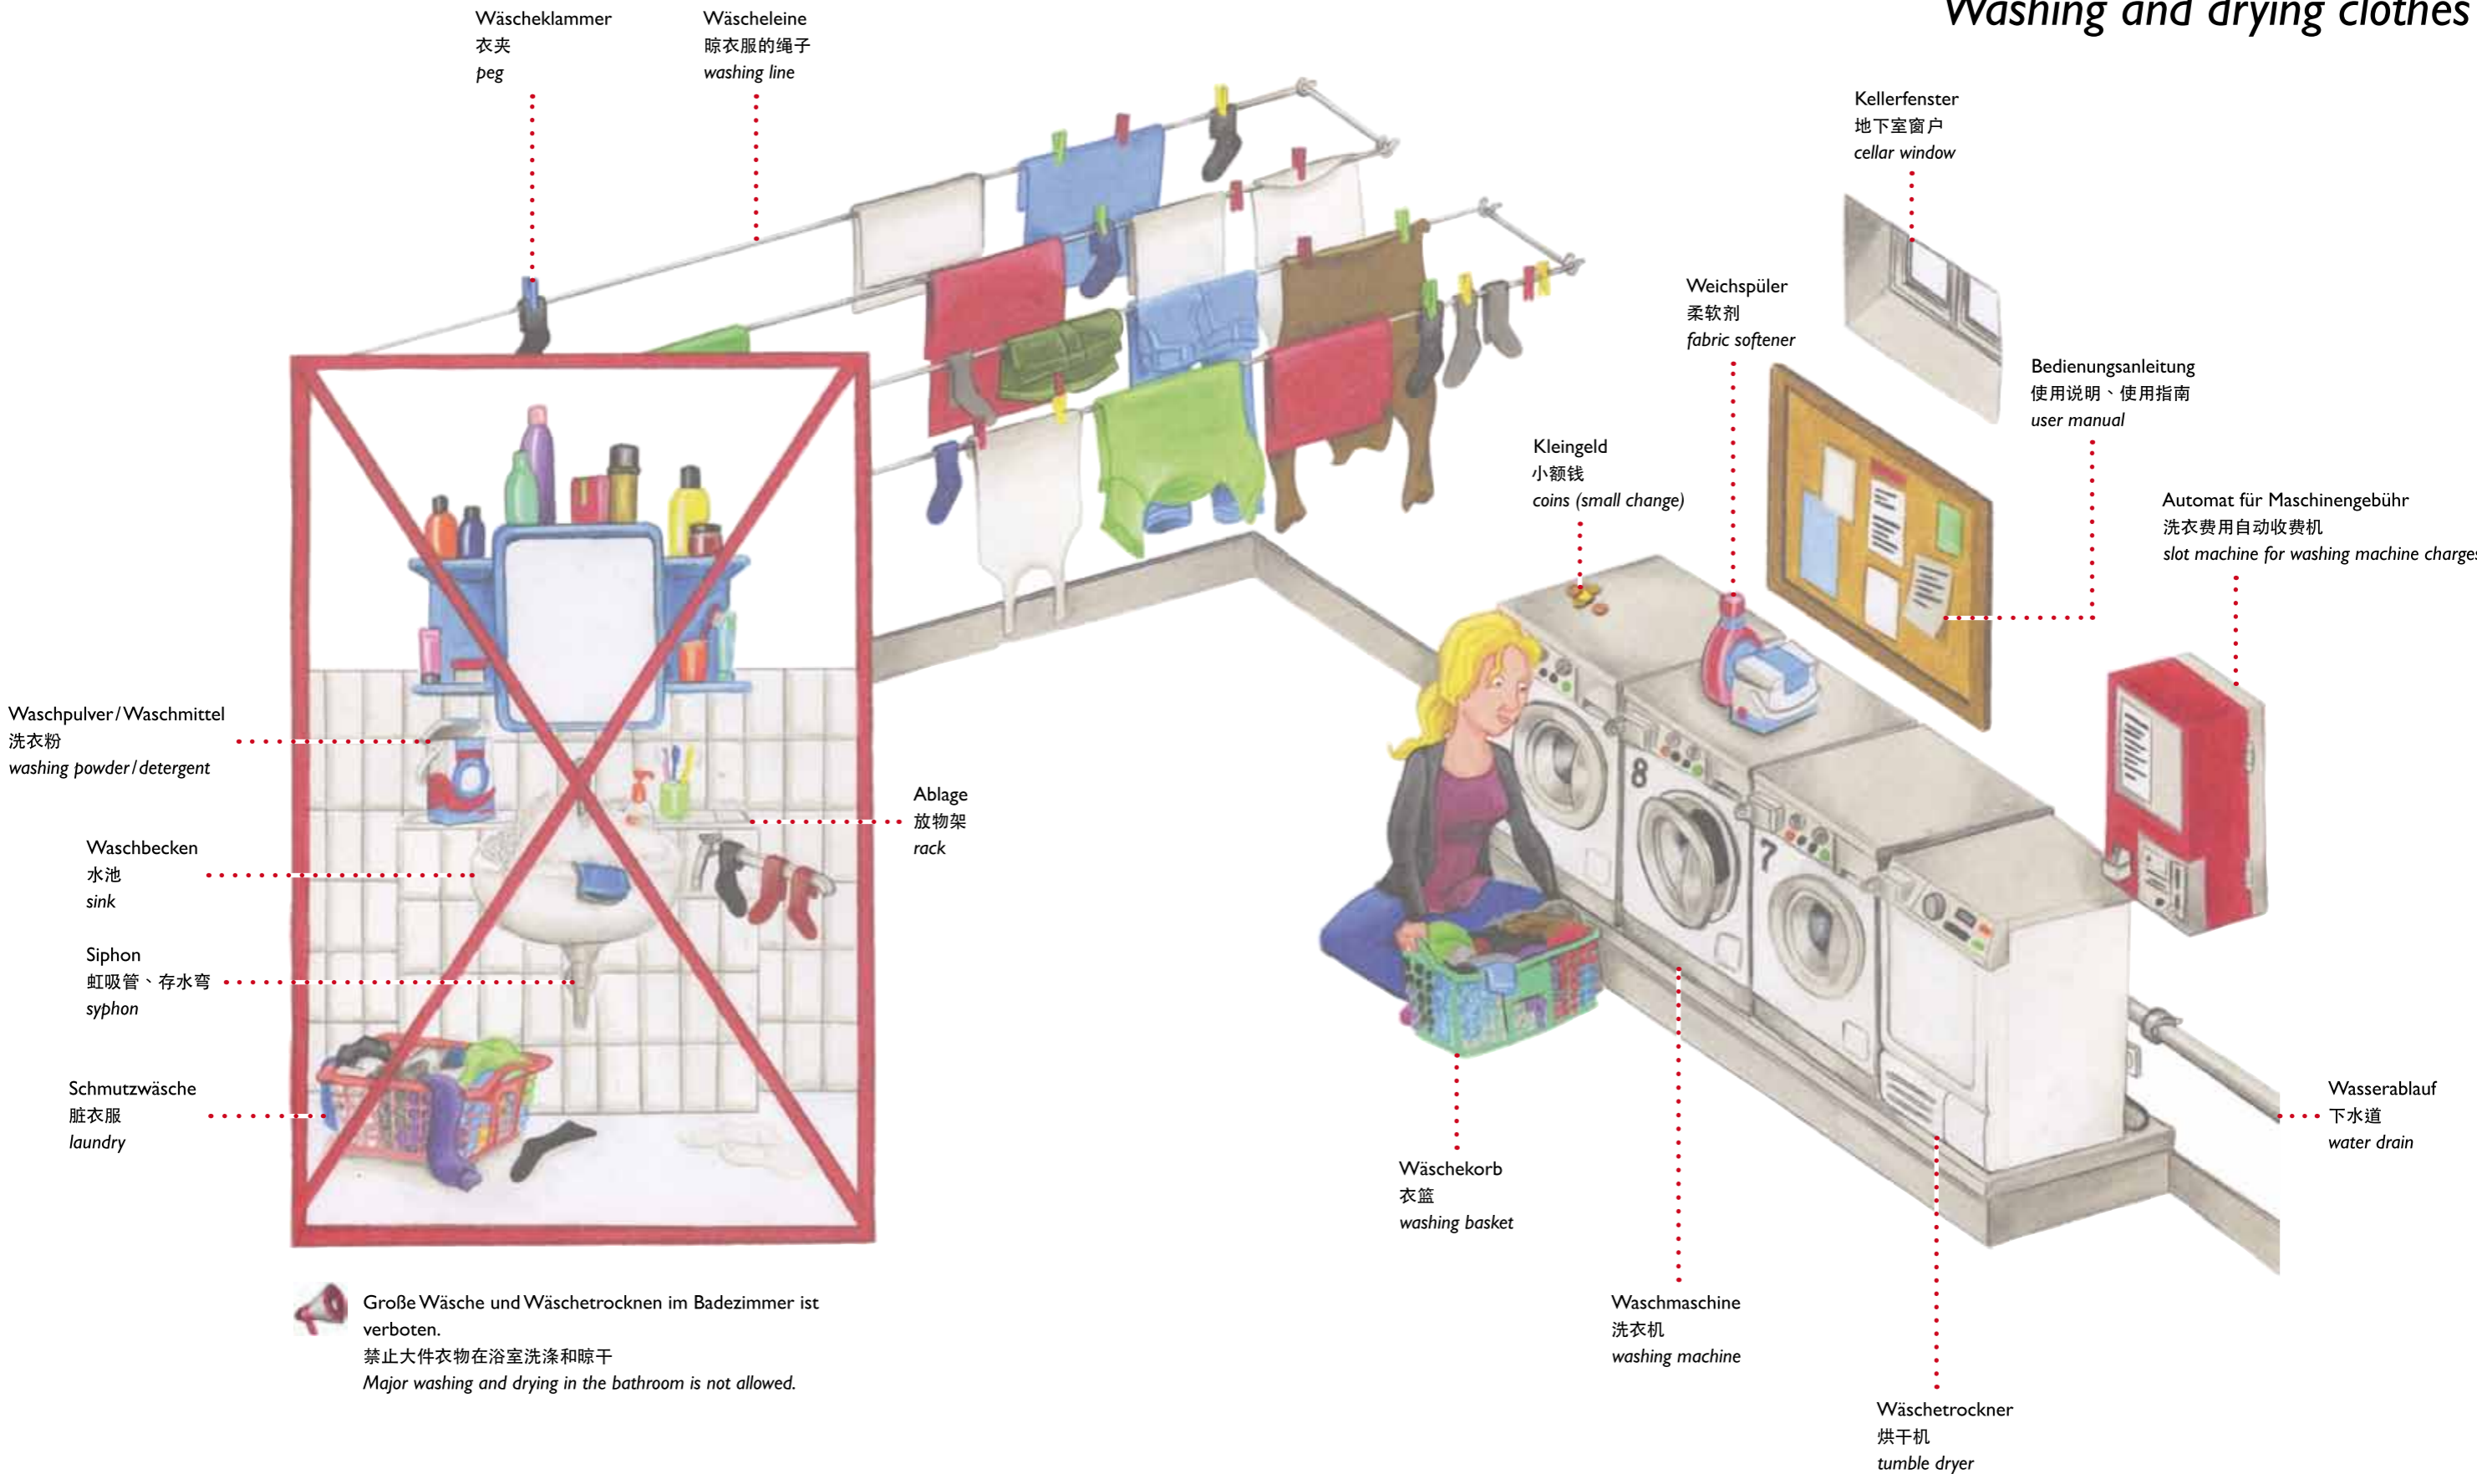 Washing and drying clothes
Wäscheklammer
衣夹
peg
Wäscheleine
晾衣服的绳子
washing line
Kellerfenster
地下室窗户
cellar window
Weichspüler
柔软剂
fabric softener
Bedienungsanleitung
使用说明、使用指南
user manual
Kleingeld
小额钱
coins (small change)
Automat für Maschinengebühr
洗衣费用自动收费机
slot machine for washing machine charges
Waschpulver/Waschmittel
洗衣粉
washing powder/detergent
Ablage
放物架
rack
Waschbecken
水池
sink
Siphon
虹吸管、存水弯
syphon
Schmutzwäsche
脏衣服
laundry
8
7
Wasserablauf
下水道
water drain
Wäschekorb
衣篮
washing basket
Waschmaschine
洗衣机
washing machine
Wäschetrockner
烘干机
tumble dryer
Große Wäsche und Wäschetrocknen im Badezimmer ist
verboten.
禁止大件衣物在浴室洗涤和晾干
Major washing and drying in the bathroom is not allowed.